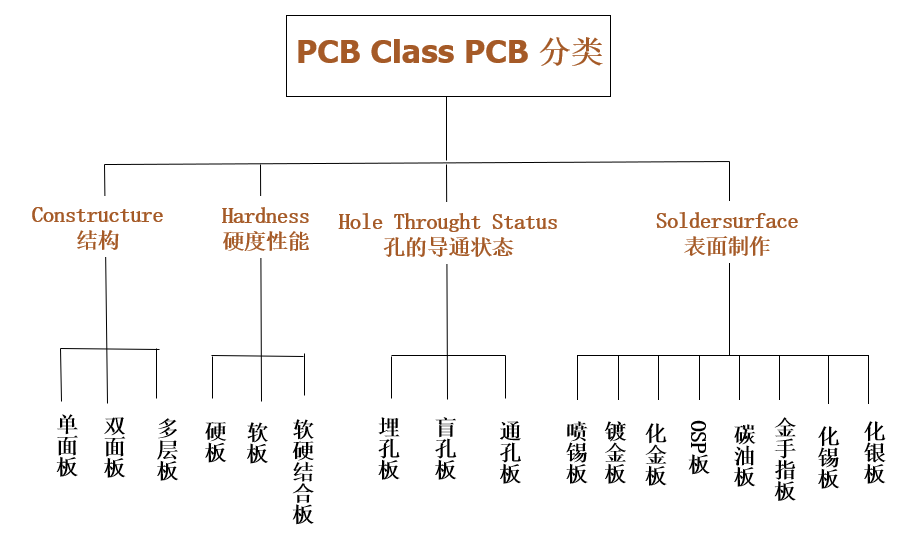 PCB Class PCB 分类
Constructure
结构
Hardness
硬度性能
Hole Throught Status
孔的导通状态
Soldersurface
表面制作
单面板
双面板
多层板
硬板
软板
软硬结合板
埋孔板
盲孔板
通孔板
喷锡板
镀金板
化金板
OSP板
碳油板
金手指板
化锡板
化银板